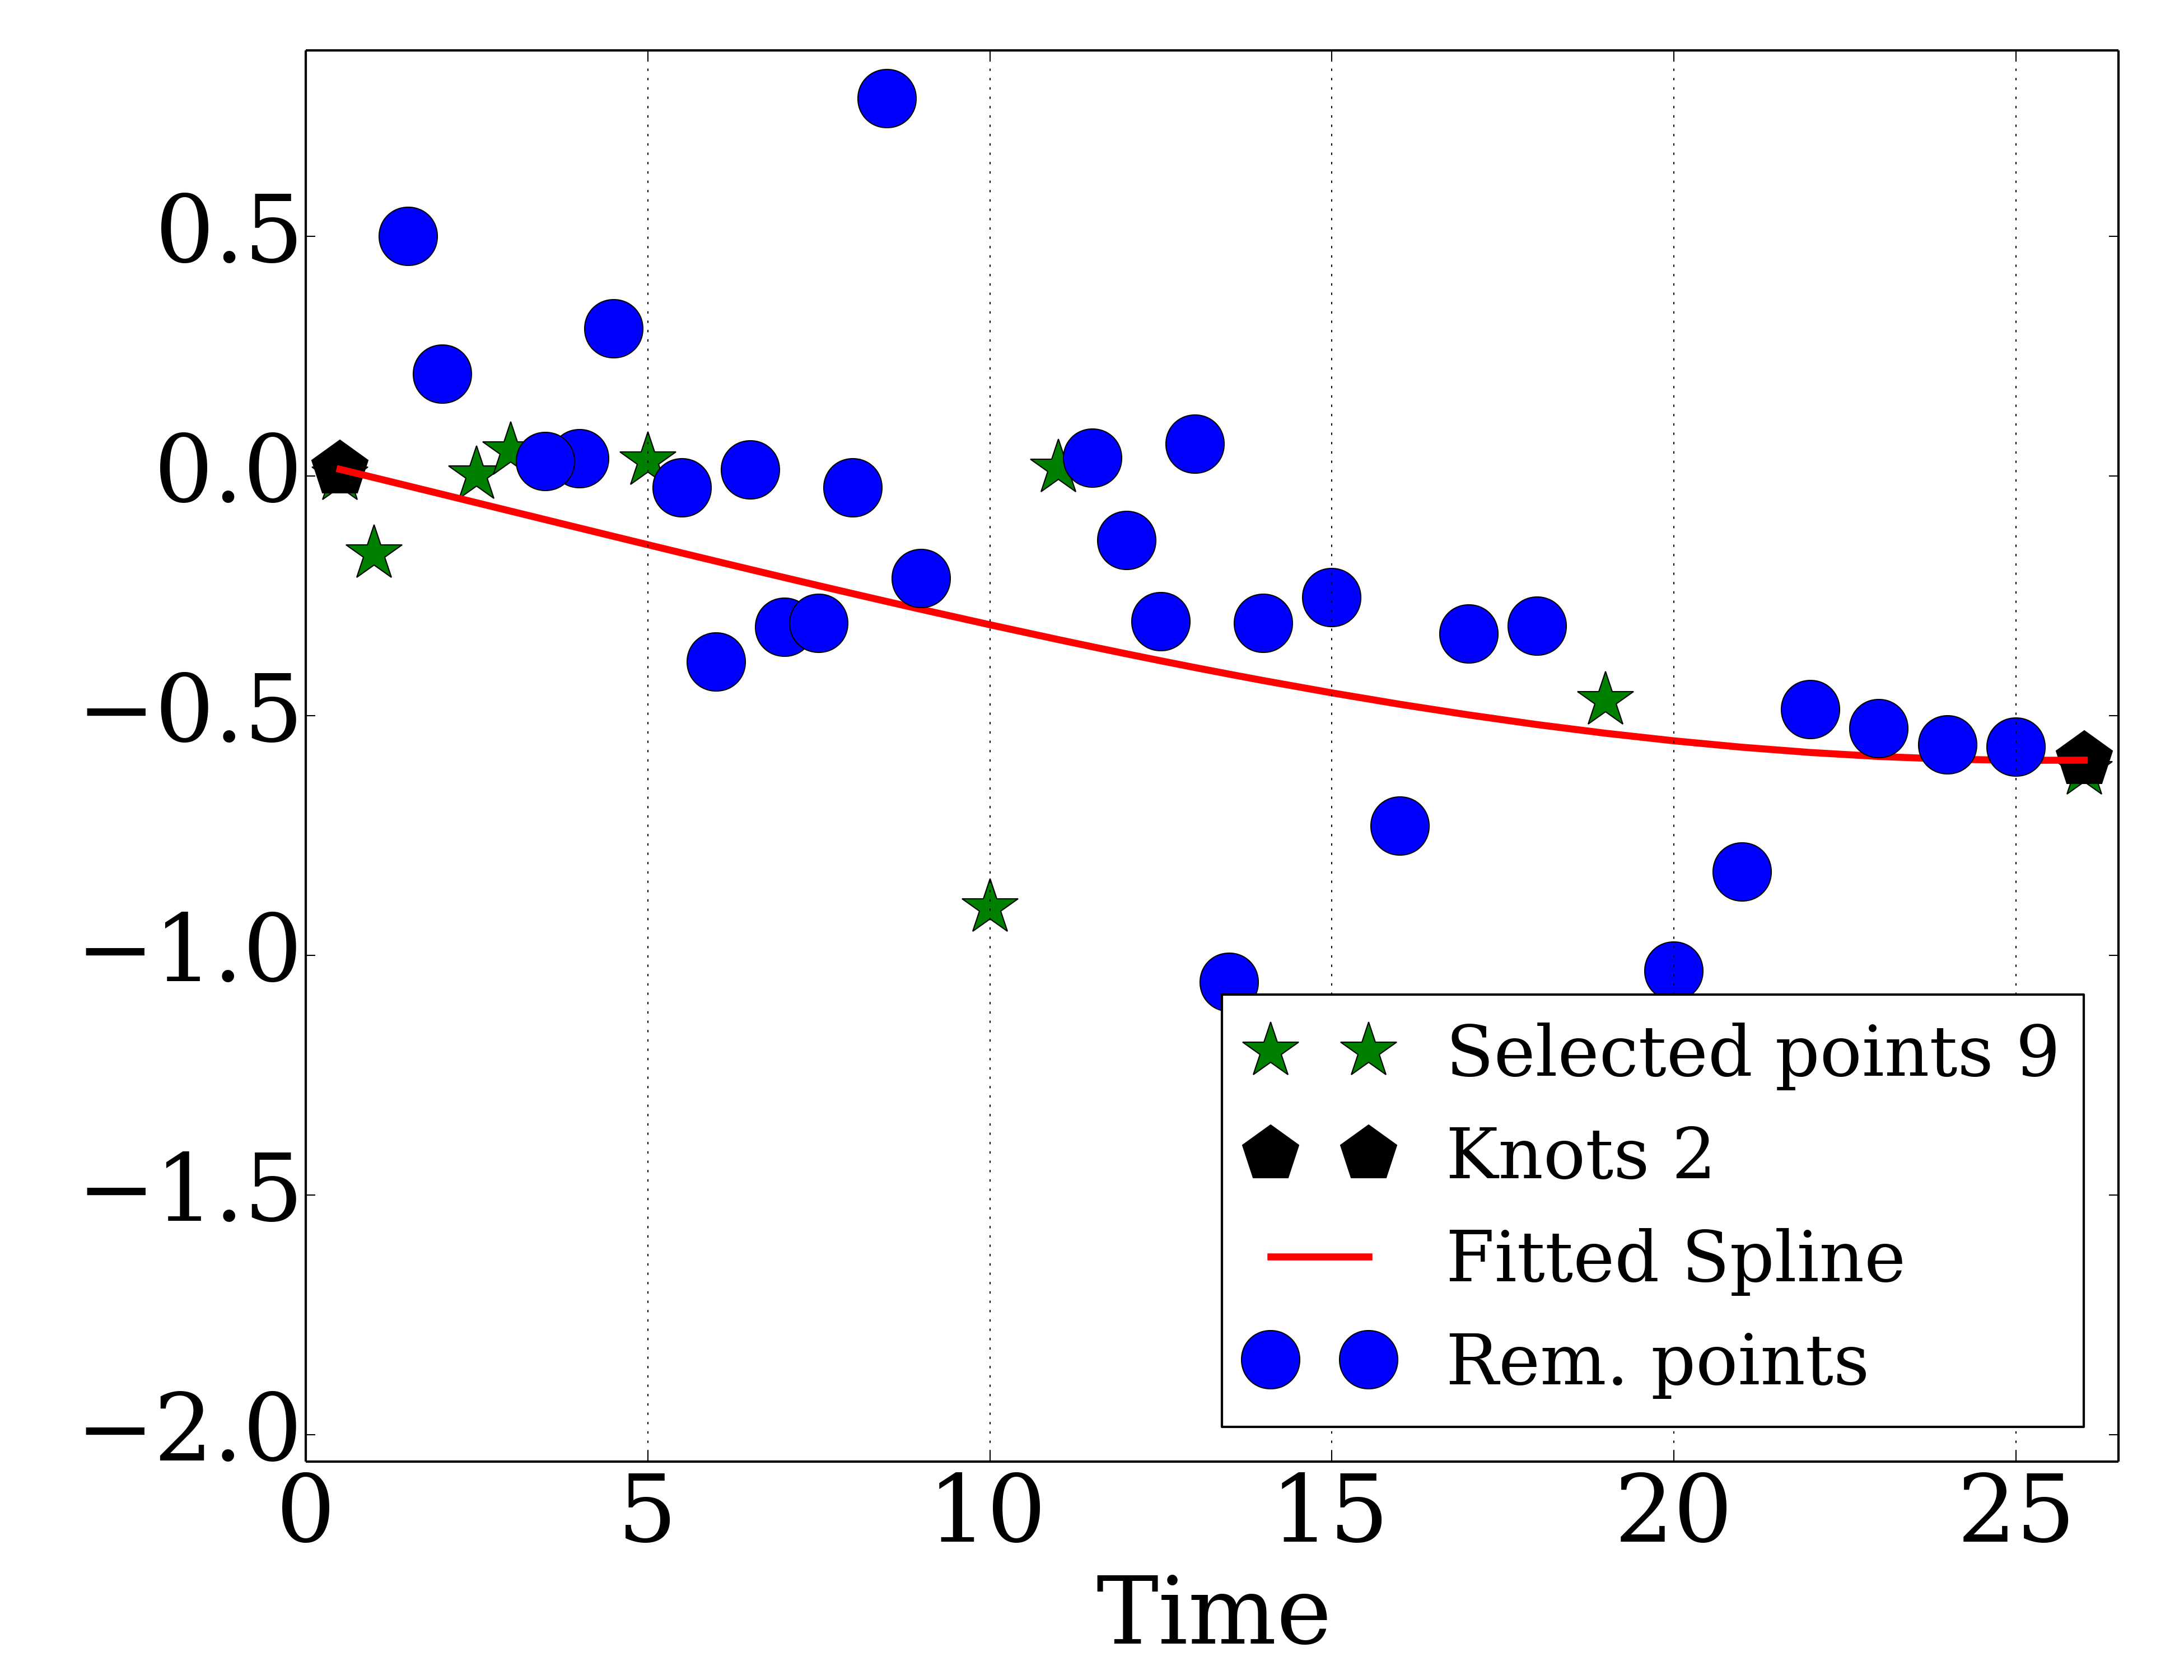 0.5
0.0
−0.5
−1.0
−1.5
−2.0
Selected points 9
Knots 2
Fitted Spline
Rem. points
0 5 10 15 20 25
Time